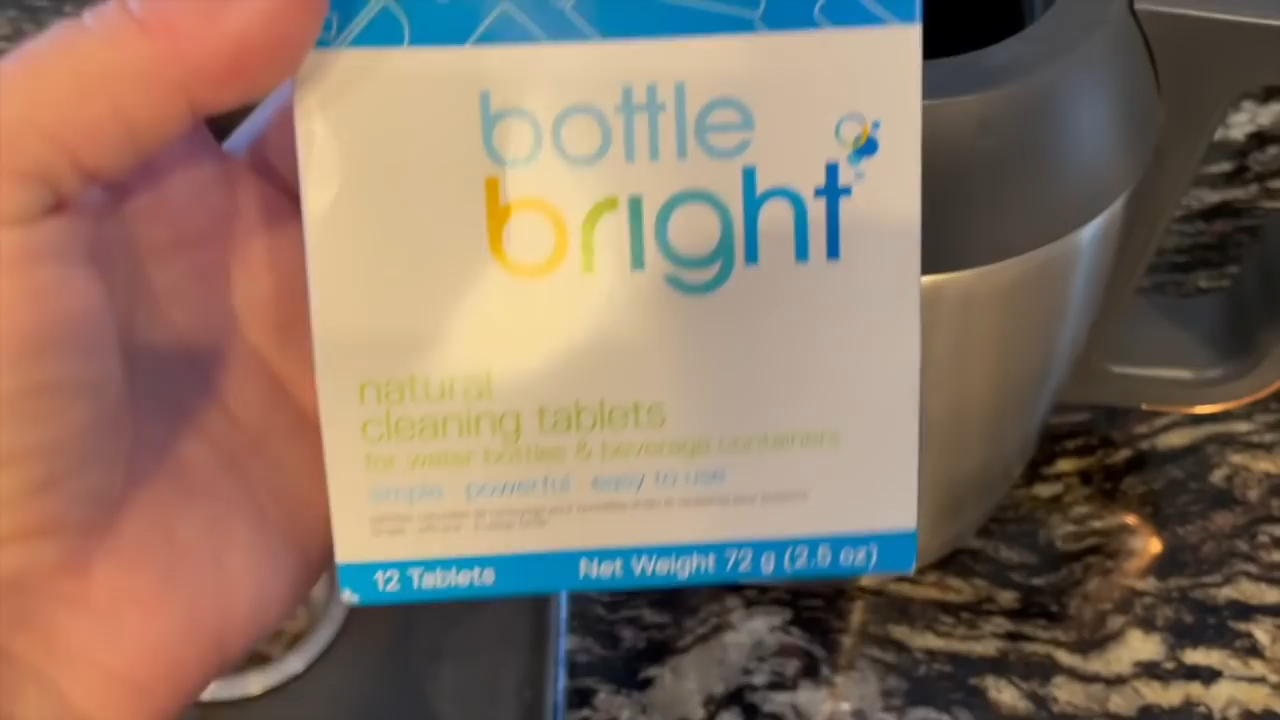 bottle
bright
natural
cleaning tablets
for water bottles & beverage containers
simple powerful easy to use
12 Tablets Net Weight 72 g (2.5 oz)